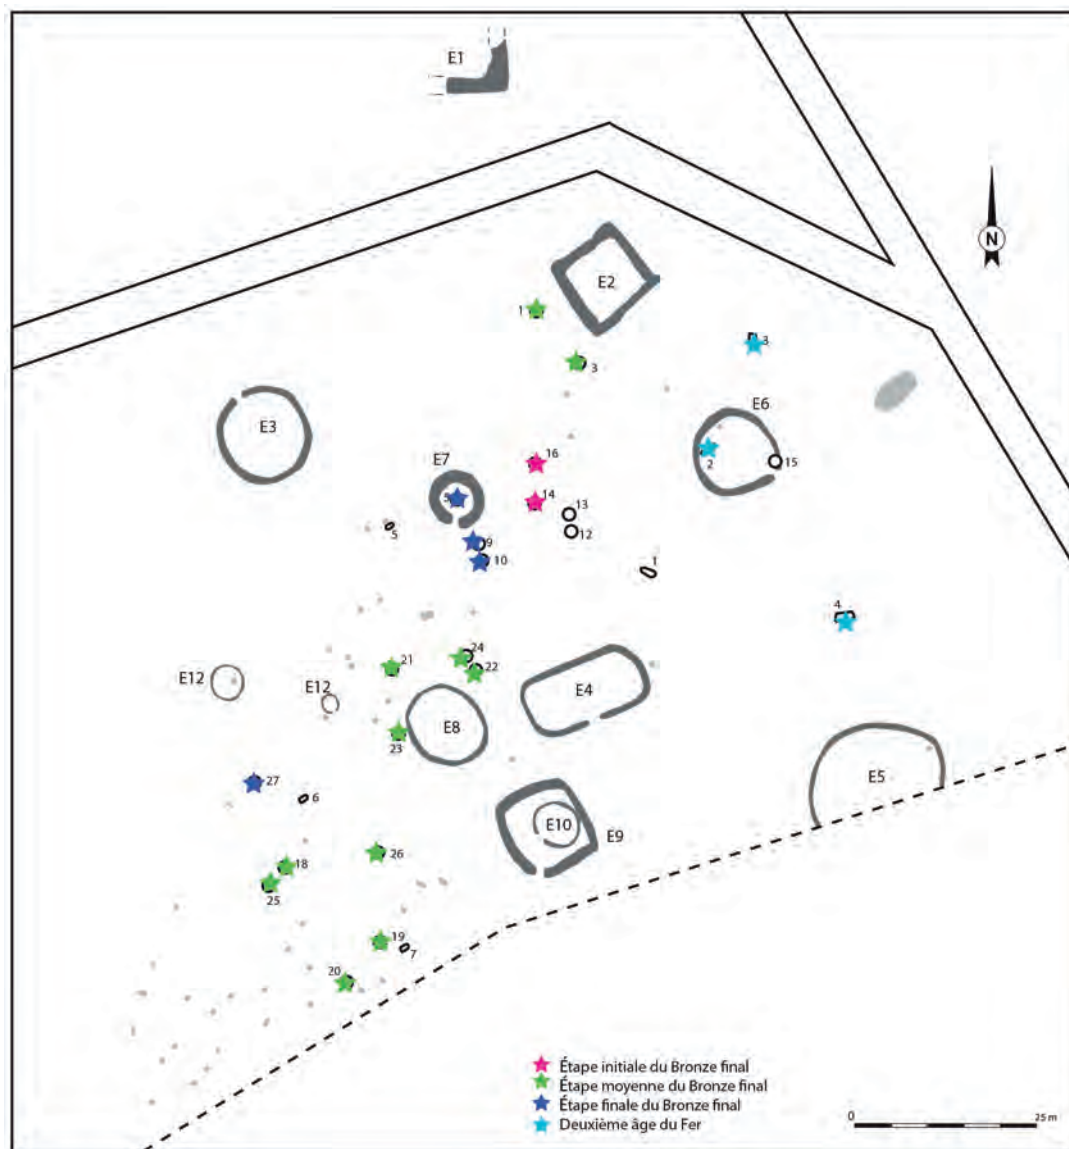 E1
N
E2
1
3
3
E3
E6
2
15
16
E7
5
14
13
12
5
9
10
1
4
24
21
22
E12
E12
E4
E8
23
E5
27
6
E10
E9
26
18
25
19
7
20
Étape initiale du Bronze final
Étape moyenne du Bronze final
Étape finale du Bronze final
Deuxième âge du Fer
0 25 m